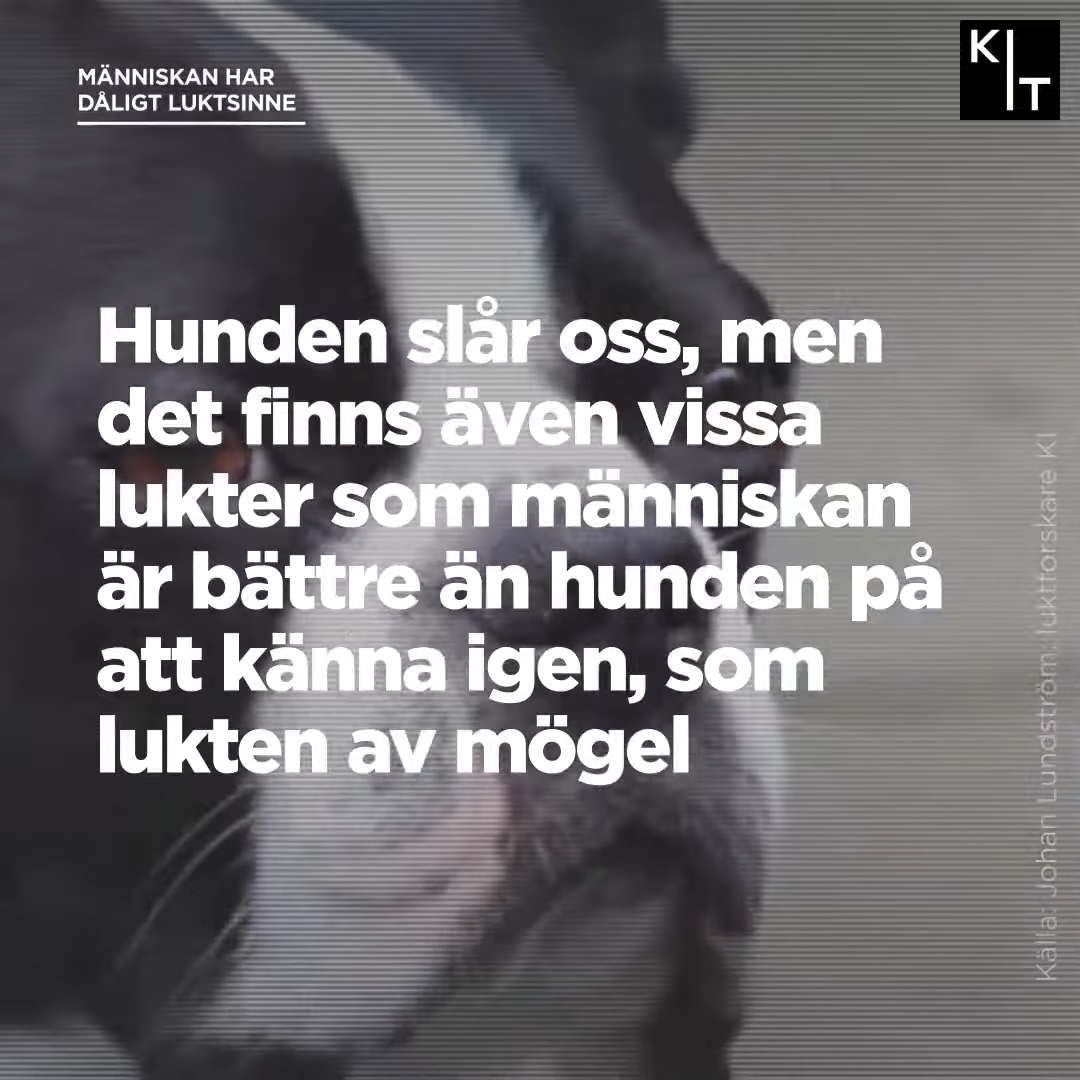 MÄNNISKAN HAR
DÅLIGT LUKTSINNE
KIT
Hunden slår oss, men
det finns även vissa
lukter som människan
är bättre än hunden på
att känna igen, som
lukten av mögel
Källa: Johan Lundström, luktforskare KI